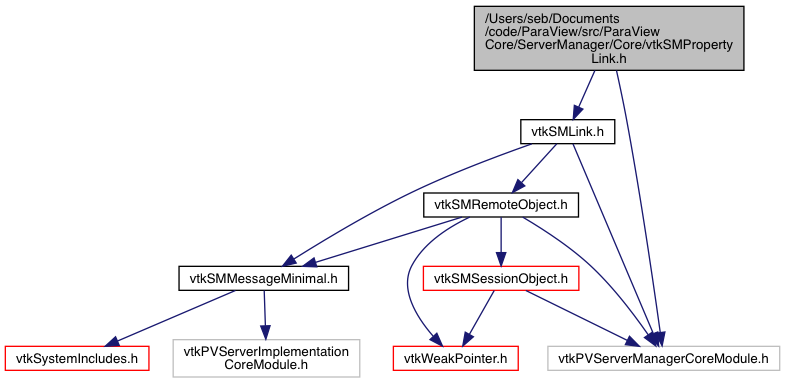 /Users/seb/Documents
/code/ParaView/src/ParaView
Core/ServerManager/Core/vtkSMProperty
Link.h
vtkSMLink.h
vtkSMRemoteObject.h
vtkSMMessageMinimal.h
vtkSMSessionObject.h
vtkSystemIncludes.h
vtkPVServerImplementation
CoreModule.h
vtkWeakPointer.h
vtkPVServerManagerCoreModule.h